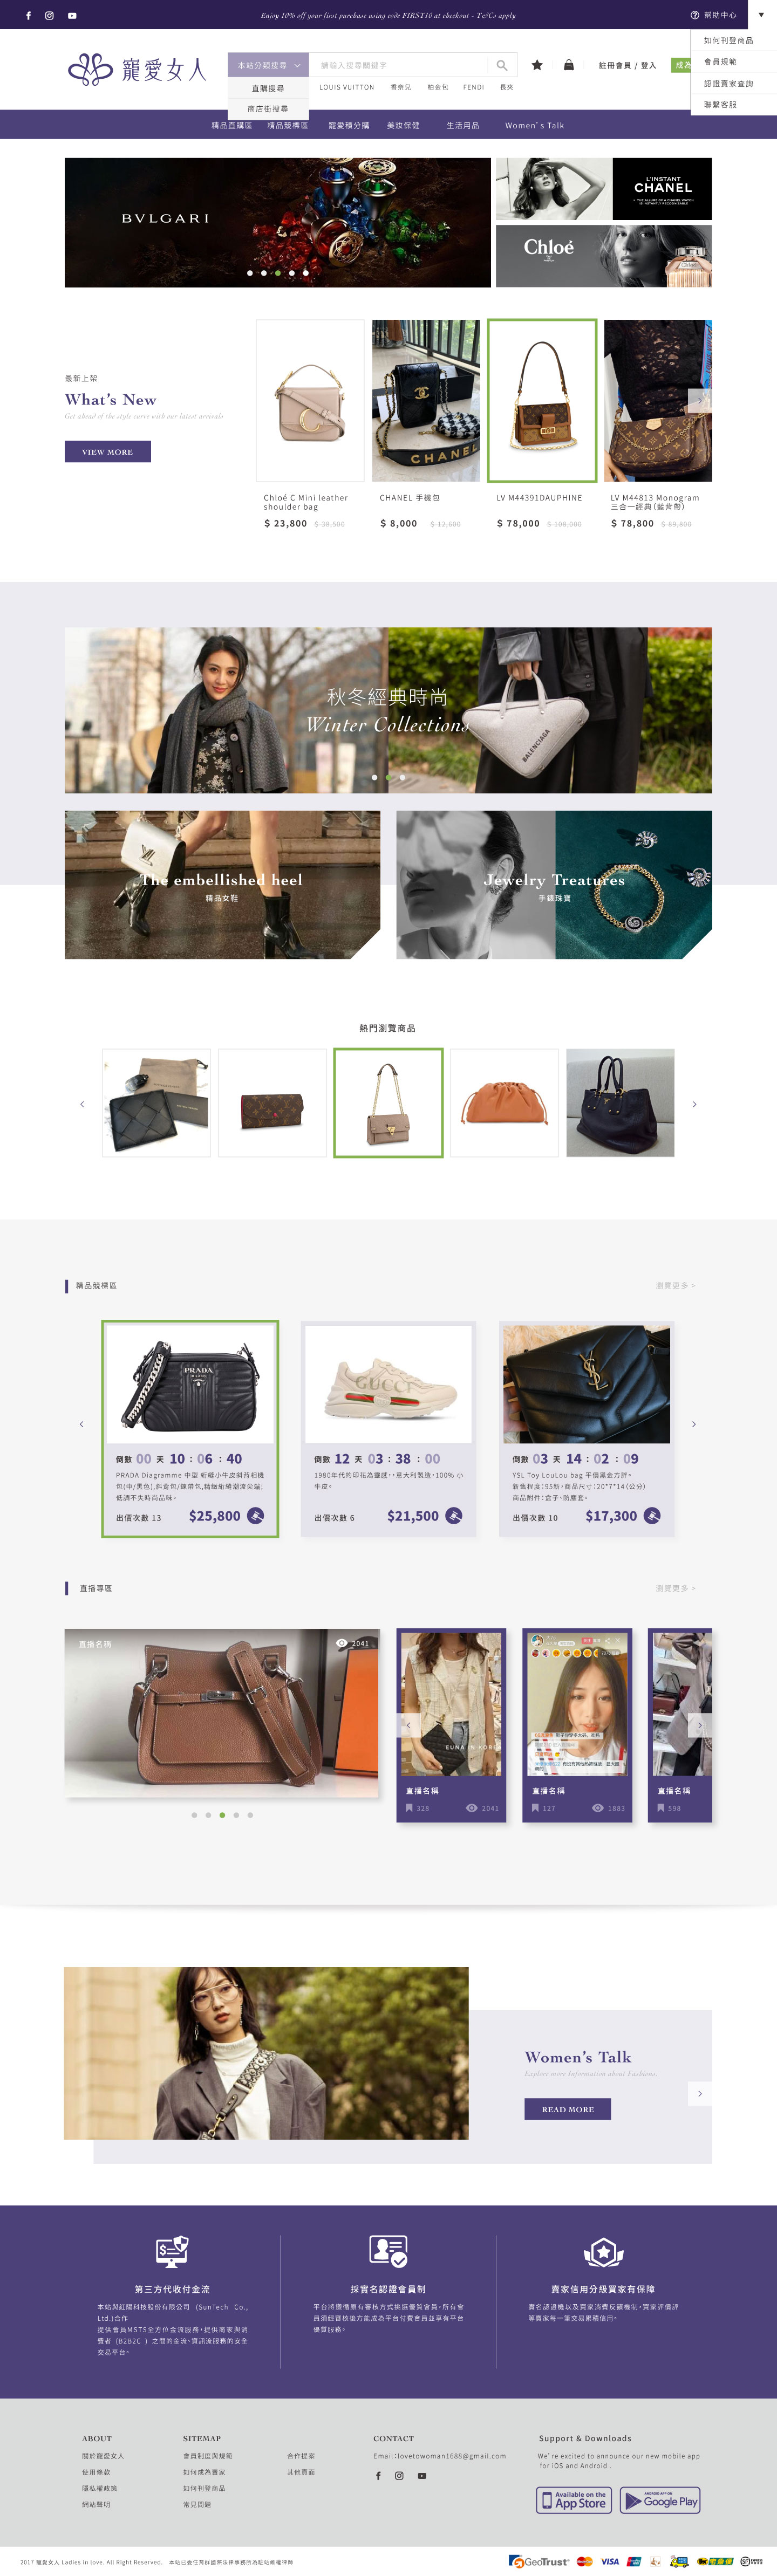 Enjoy 10% off your first purchase using code FIRST10 at checkout - Ts&Cs apply
幫助中心
▼
如何刊登商品
會員規範
認證賣家查詢
聯繫客服
寵愛女人
本站分類搜尋
請輸入搜尋關鍵字
註冊會員 / 登入
成為
直購搜尋
商店街搜尋
LOUIS VUITTON 香奈兒 柏金包 FENDI 長夾
精品直購區 精品競標區 寵愛積分購 美妝保健 生活用品 Women's Talk
BVLGARI
L'INSTANT
CHANEL
Chloé
最新上架
What's New
Get ahead of the style curve with our latest arrivals
VIEW MORE
CHANEL
Chloé C Mini leather
shoulder bag
$ 23,800 $ 38,500
CHANEL 手機包
$ 8,000 $ 12,600
LV M44391DAUPHINE
$ 78,000 $ 108,000
LV M44813 Monogram
三合一經典（藍背帶）
$ 78,800 $ 89,800
秋冬經典時尚
Winter Collections
BALENCIAGA
The embellished heel
精品女鞋
Jewelry Treatures
手錶珠寶
熱門瀏覽商品
精品競標區
瀏覽更多 >
PRADA
GUCCI
YSL
倒數 00 天 10 : 06 : 40
PRADA Diagramme 中型 絎縫小牛皮斜背相機
包(中/黑色),斜背包/鍊帶包,精緻絎縫潮流尖端;
低調不失時尚品味。
出價次數 13 $25,800
倒數 12 天 03 : 38 : 00
1980年代的印花為靈感,，意大利製造，100% 小
牛皮。
出價次數 6 $21,500
倒數 03 天 14 : 02 : 09
YSL Toy LouLou bag 平價黑金方胖。
新舊程度：95新，商品尺寸：20*7*14（公分）
商品附件：盒子、防塵套。
出價次數 10 $17,300
直播專區
瀏覽更多 >
直播名稱
2041
EUNA IN KOREA
直播名稱
328 2041
直播名稱
127 1883
直播名稱
598
Women's Talk
Explore more Information about Fashions.
READ MORE
第三方代收付金流
本站與紅陽科技股份有限公司 (SunTech Co.,
Ltd.)合作
提供會員MSTS全方位金流服務，提供商家與消
費者 (B2B2C ) 之間的金流、資訊流服務的安全
交易平台。
採實名認證會員制
平台將遵循原有審核方式挑選優質會員，所有會
員須經審核後方能成為平台付費會員並享有平台
優質服務。
賣家信用分級買家有保障
實名認證機以及買家消費反饋機制，買家評價評
等賣家每一筆交易累積信用。
ABOUT
關於寵愛女人
使用條款
隱私權政策
網站聲明
SITEMAP
會員制度與規範
如何成為賣家
如何刊登商品
常見問題
合作提案
其他頁面
CONTACT
Email:lovetowoman1688@gmail.com
Support & Downloads
We're excited to announce our new mobile app
for iOS and Android .
Available on the
App Store
ANDROID APP ON
Google Play
2017 寵愛女人 Ladies in love. All Right Reserved. 本站已委任商群國際法律事務所為駐站維權律師
GeoTrust
VISA